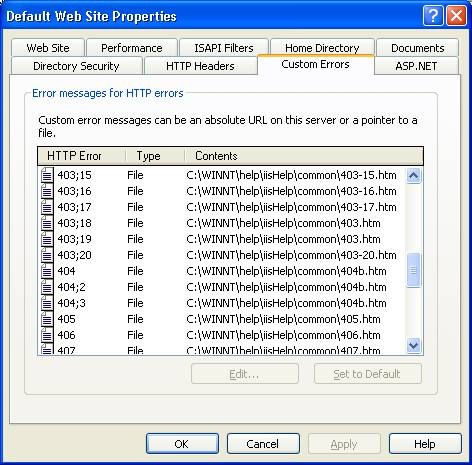 Default Web Site Properties
Web Site Performance ISAPI Filters Home Directory Documents
Directory Security HTTP Headers Custom Errors ASP.NET
Error messages for HTTP errors
Custom error messages can be an absolute URL on this server or a pointer to a
file.
HTTP Error Type Contents
403;15 File C:\WINNT\help\iisHelp\common\403-15.htm
403;16 File C:\WINNT\help\iisHelp\common\403-16.htm
403;17 File C:\WINNT\help\iisHelp\common\403-17.htm
403;18 File C:\WINNT\help\iisHelp\common\403.htm
403;19 File C:\WINNT\help\iisHelp\common\403.htm
403;20 File C:\WINNT\help\iisHelp\common\403-20.htm
404 File C:\WINNT\help\iisHelp\common\404b.htm
404;2 File C:\WINNT\help\iisHelp\common\404b.htm
404;3 File C:\WINNT\help\iisHelp\common\404b.htm
405 File C:\WINNT\help\iisHelp\common\405.htm
406 File C:\WINNT\help\iisHelp\common\406.htm
407 File C:\WINNT\help\iisHelp\common\407.htm
Edit... Set to Default
OK Cancel Apply Help